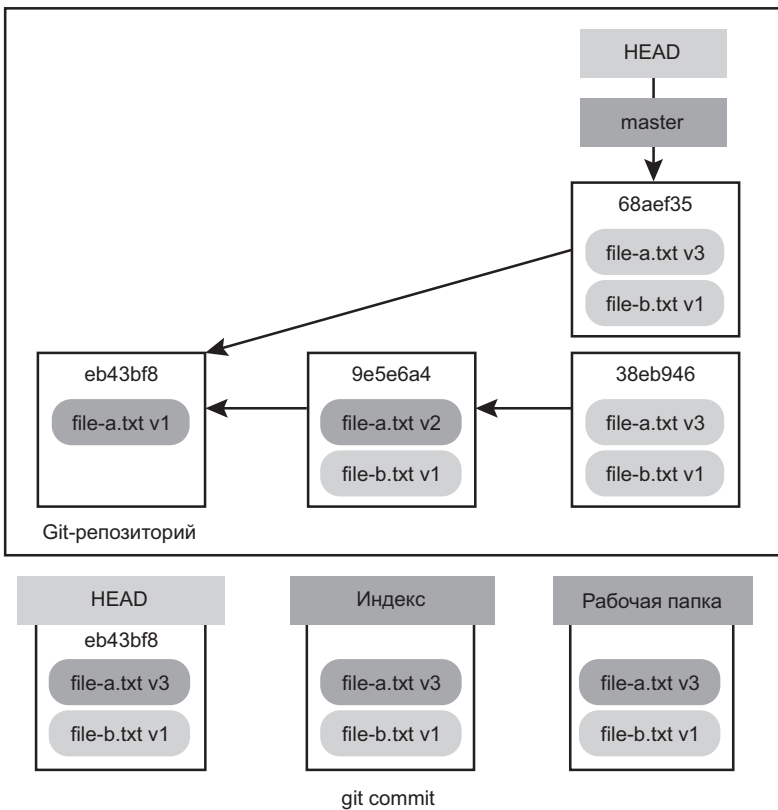 HEAD
master
68aef35
file-a.txt v3
file-b.txt v1
eb43bf8
file-a.txt v1
9e5e6a4
file-a.txt v2
file-b.txt v1
38eb946
file-a.txt v3
file-b.txt v1
Git-репозиторий
HEAD
eb43bf8
file-a.txt v3
file-b.txt v1
Индекс
file-a.txt v3
file-b.txt v1
Рабочая папка
file-a.txt v3
file-b.txt v1
git commit